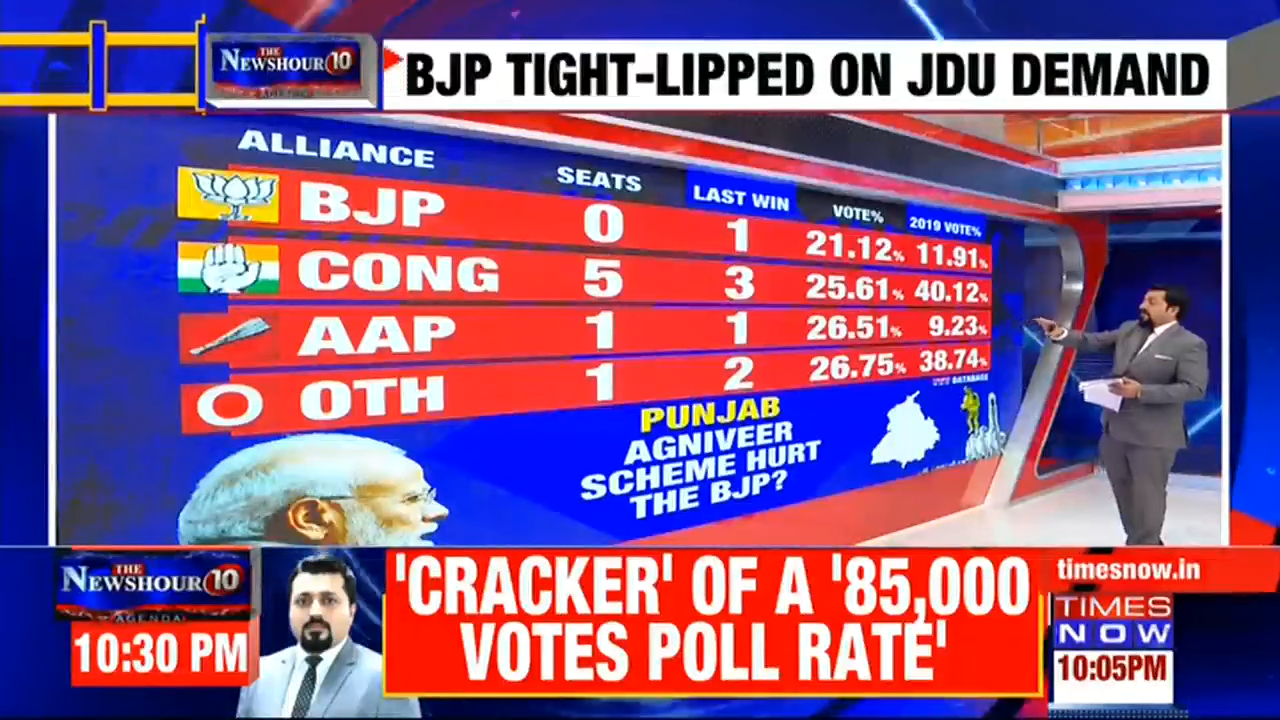 THE
NEWSHOUR 10
AGENDA
BJP TIGHT-LIPPED ON JDU DEMAND
ALLIANCE SEATS LAST WIN VOTE% 2019 VOTE%
BJP 0 1 21.12% 11.91%
CONG 5 3 25.61% 40.12%
AAP 1 1 26.51% 9.23%
OTH 1 2 26.75% 38.74%
DATABASE
PUNJAB
AGNIVEER
SCHEME HURT
THE BJP?
THE
NEWSHOUR 10
AGENDA
10:30 PM
'CRACKER' OF A '85,000
VOTES POLL RATE'
timesnow.in
TIMES
NOW
10:05PM